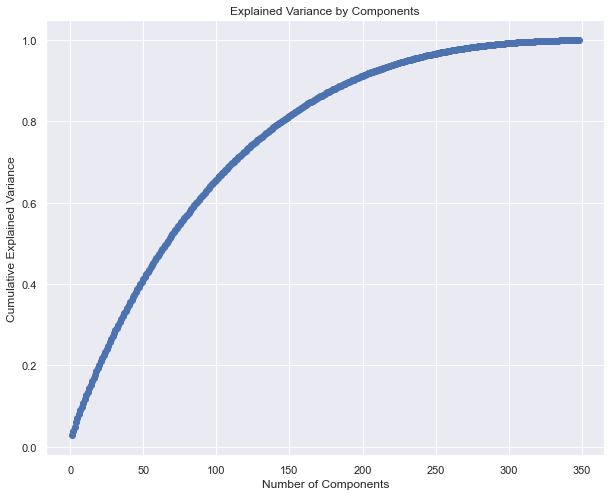 Explained Variance by Components
Cumulative Explained Variance
1.0
0.8
0.6
0.4
0.2
0.0
0 50 100 150 200 250 300 350
Number of Components